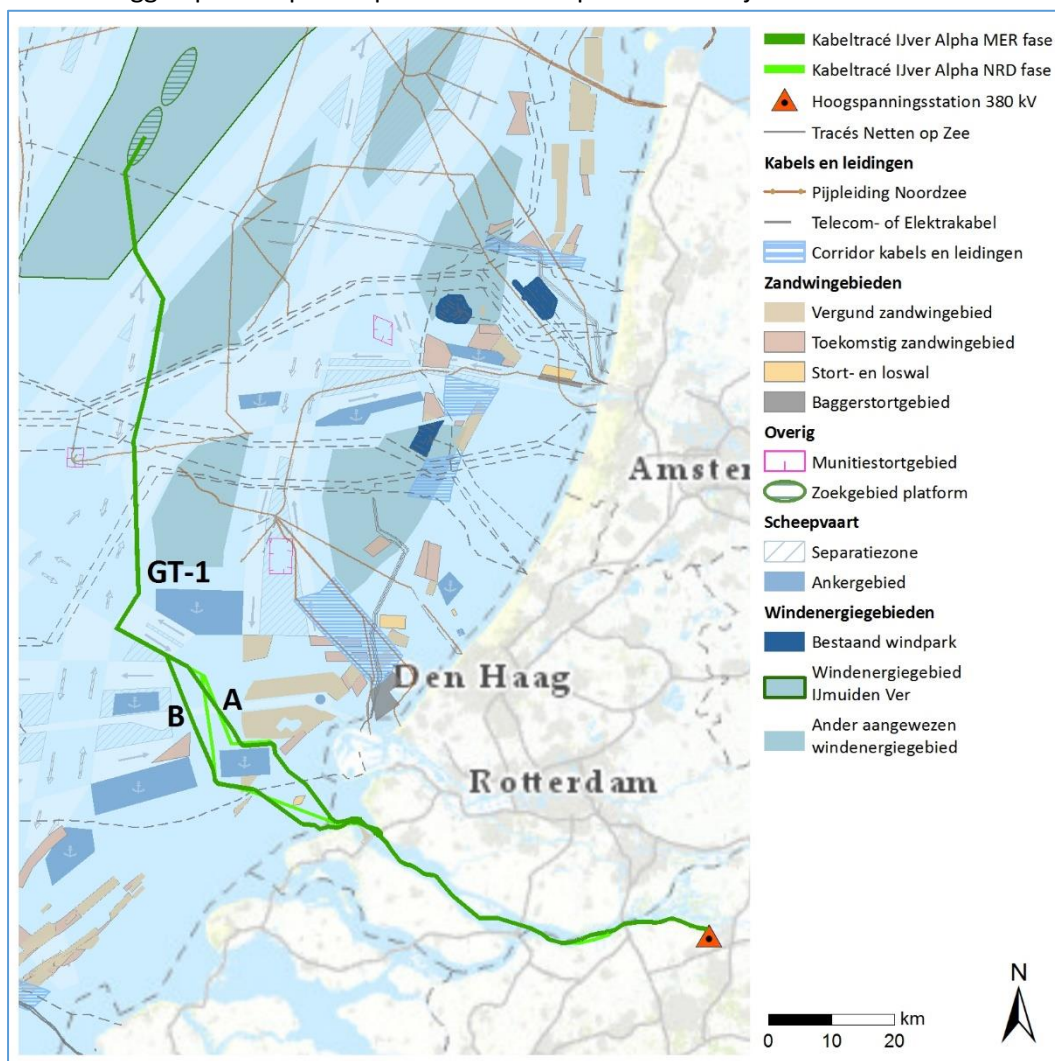 Kabeltracé IJver Alpha MER fase
Kabeltracé IJver Alpha NRD fase
Hoogspanningsstation 380 kV
Tracés Netten op Zee
Kabels en leidingen
Pijpleiding Noordzee
Telecom- of Elektrakabel
Corridor kabels en leidingen
Zandwingebieden
Vergund zandwingebied
Toekomstig zandwingebied
Stort- en loswal
Baggerstortgebied
Overig
Munitiestortgebied
Zoekgebied platform
Scheepvaart
Separatiezone
Ankergebied
Windenergiegebieden
Bestaand windpark
Windenergiegebied
IJmuiden Ver
Ander aangewezen
windenergiegebied
Amster
GT-1
A
B
Den Haag
Rotterdam
N
km
0 10 20